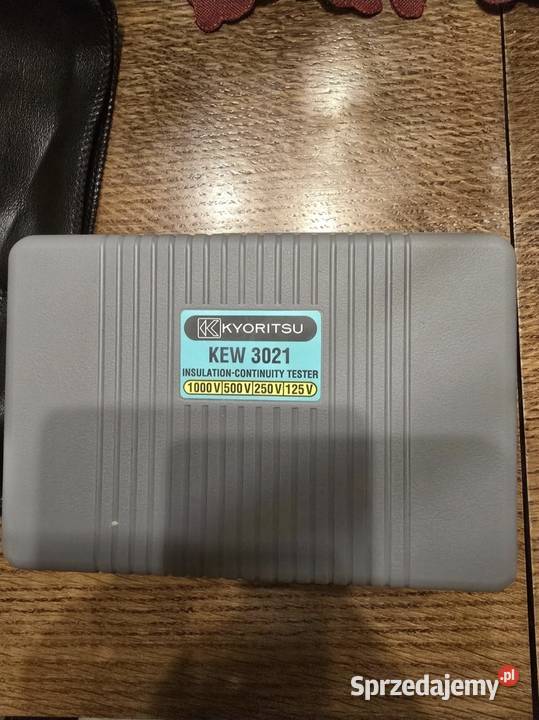 KYORITSU
KEW 3021
INSULATION-CONTINUITY TESTER
1000V 500V 250V 125V
Sprzedajemy.pl